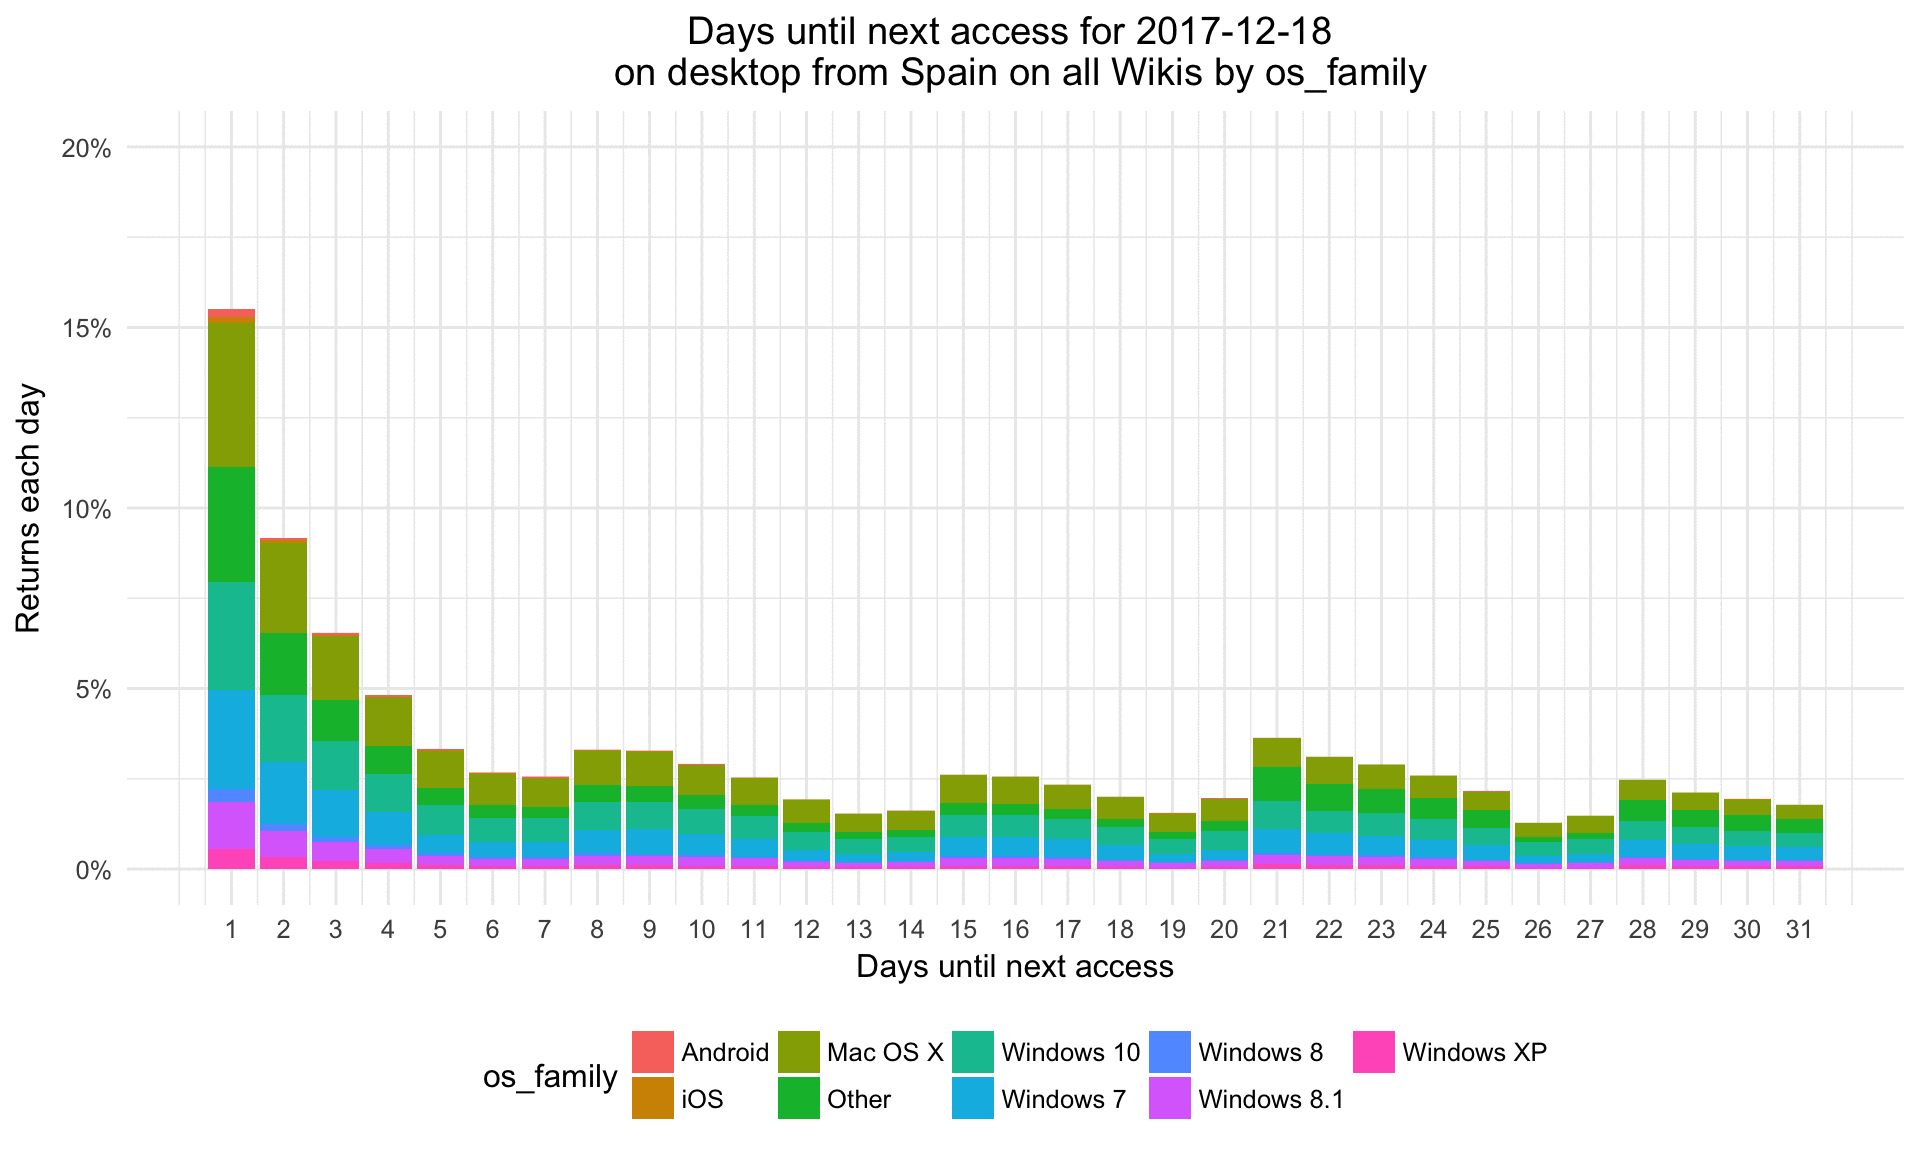 Days until next access for 2017-12-18
on desktop from Spain on all Wikis by os_family
20%
15%
10%
5%
0%
Returns each day
1 2 3 4 5 6 7 8 9 10 11 12 13 14 15 16 17 18 19 20 21 22 23 24 25 26 27 28 29 30 31
Days until next access
os_family
Android Mac OS X Windows 10 Windows 8 Windows XP
iOS Other Windows 7 Windows 8.1